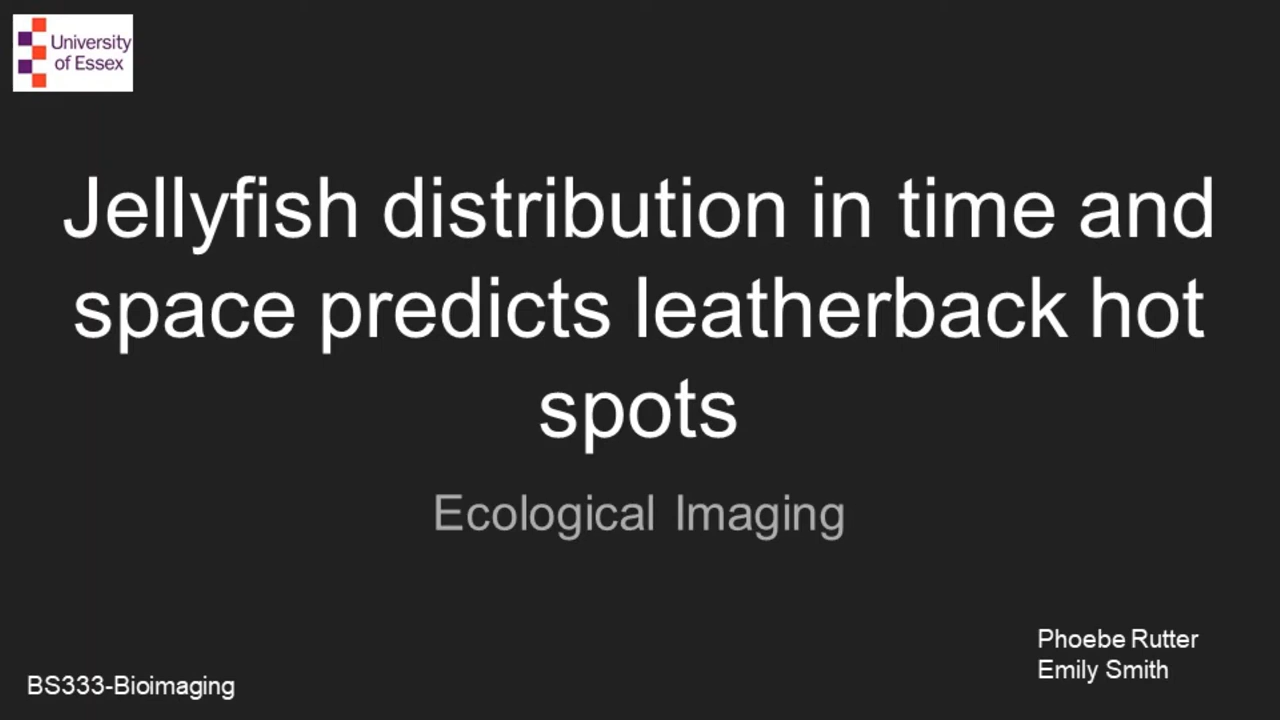 University
of Essex
Jellyfish distribution in time and
space predicts leatherback hot
spots
Ecological Imaging
Phoebe Rutter
Emily Smith
BS333-Bioimaging